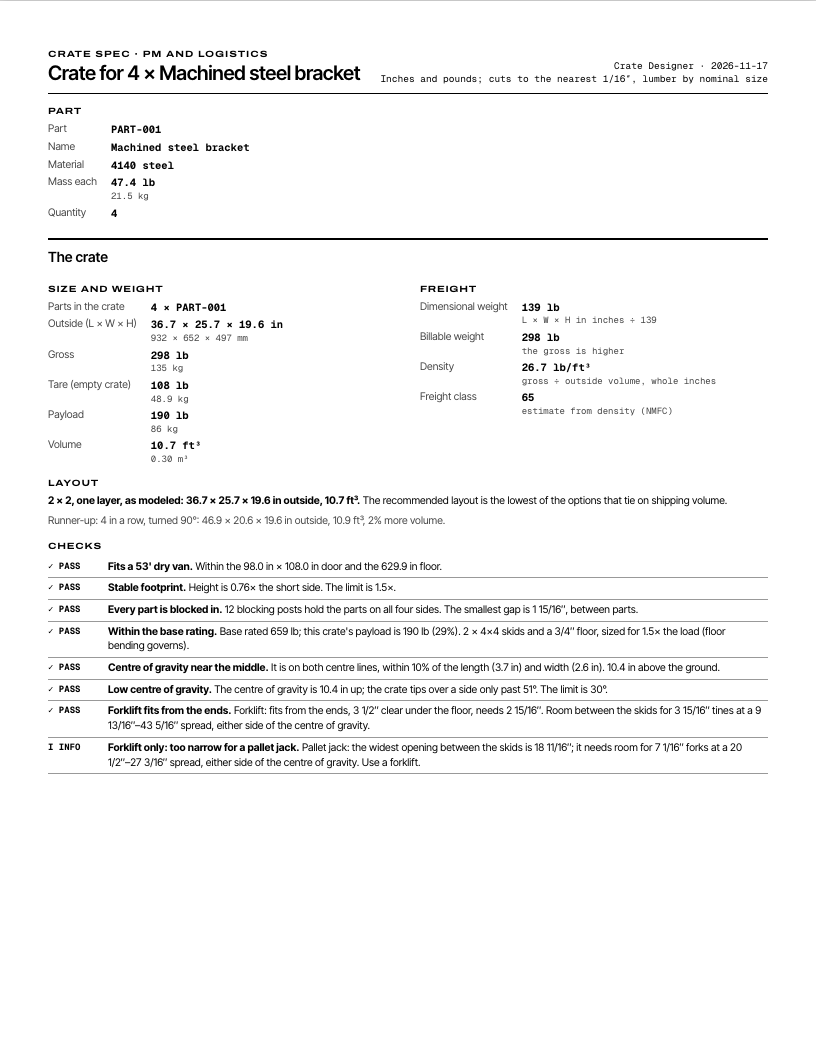 CRATE SPEC · PM AND LOGISTICS
Crate for 4 × Machined steel bracket
Crate Designer · 2026-11-17
Inches and pounds; cuts to the nearest 1/16″, lumber by nominal size
PART
Part PART-001
Name Machined steel bracket
Material 4140 steel
Mass each 47.4 lb
21.5 kg
Quantity 4
The crate
SIZE AND WEIGHT
Parts in the crate 4 × PART-001
Outside (L × W × H) 36.7 × 25.7 × 19.6 in
932 × 652 × 497 mm
Gross 298 lb
135 kg
Tare (empty crate) 108 lb
48.9 kg
Payload 190 lb
86 kg
Volume 10.7 ft³
0.30 m³
FREIGHT
Dimensional weight 139 lb
L × W × H in inches ÷ 139
Billable weight 298 lb
the gross is higher
Density 26.7 lb/ft³
gross ÷ outside volume, whole inches
Freight class 65
estimate from density (NMFC)
LAYOUT
2 × 2, one layer, as modeled: 36.7 × 25.7 × 19.6 in outside, 10.7 ft³. The recommended layout is the lowest of the options that tie on shipping volume.
Runner-up: 4 in a row, turned 90°: 46.9 × 20.6 × 19.6 in outside, 10.9 ft³, 2% more volume.
CHECKS
✓ PASS Fits a 53' dry van. Within the 98.0 in × 108.0 in door and the 629.9 in floor.
✓ PASS Stable footprint. Height is 0.76× the short side. The limit is 1.5×.
✓ PASS Every part is blocked in. 12 blocking posts hold the parts on all four sides. The smallest gap is 1 15/16″, between parts.
✓ PASS Within the base rating. Base rated 659 lb; this crate's payload is 190 lb (29%). 2 × 4×4 skids and a 3/4″ floor, sized for 1.5× the load (floor
bending governs).
✓ PASS Centre of gravity near the middle. It is on both centre lines, within 10% of the length (3.7 in) and width (2.6 in). 10.4 in above the ground.
✓ PASS Low centre of gravity. The centre of gravity is 10.4 in up; the crate tips over a side only past 51°. The limit is 30°.
✓ PASS Forklift fits from the ends. Forklift: fits from the ends, 3 1/2″ clear under the floor, needs 2 15/16″. Room between the skids for 3 15/16″ tines at a 9
13/16″–43 5/16″ spread, either side of the centre of gravity.
I INFO Forklift only: too narrow for a pallet jack. Pallet jack: the widest opening between the skids is 18 11/16″; it needs room for 7 1/16″ forks at a 20
1/2″–27 3/16″ spread, either side of the centre of gravity. Use a forklift.